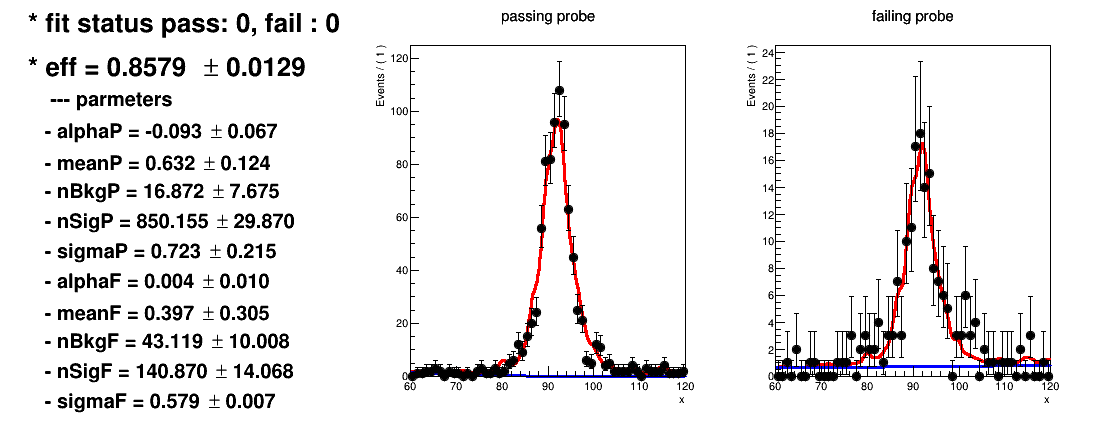 * fit status pass: 0, fail : 0
* eff = 0.8579 ± 0.0129
--- parmeters
- alphaP = -0.093 ± 0.067
- meanP = 0.632 ± 0.124
- nBkgP = 16.872 ± 7.675
- nSigP = 850.155 ± 29.870
- sigmaP = 0.723 ± 0.215
- alphaF = 0.004 ± 0.010
- meanF = 0.397 ± 0.305
- nBkgF = 43.119 ± 10.008
- nSigF = 140.870 ± 14.068
- sigmaF = 0.579 ± 0.007
passing probe
Events / ( 1 )
120
100
80
60
40
20
0
60 70 80 90 100 110 120
x
failing probe
Events / ( 1 )
24
22
20
18
16
14
12
10
8
6
4
2
0
60 70 80 90 100 110 120
x